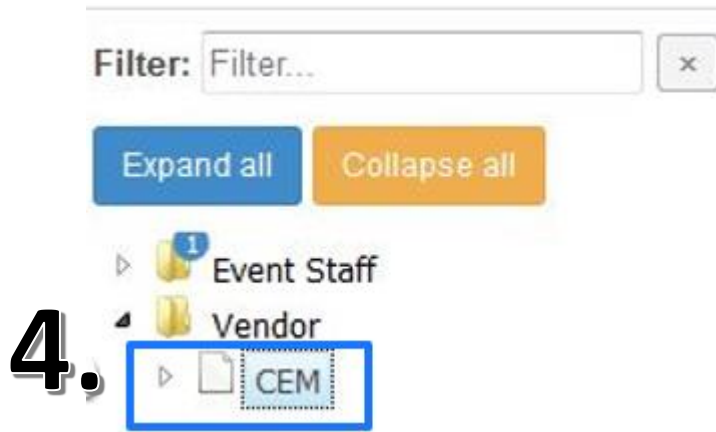 Filter: Filter... ×
Expand all Collapse all
1
Event Staff
Vendor
4. CEM